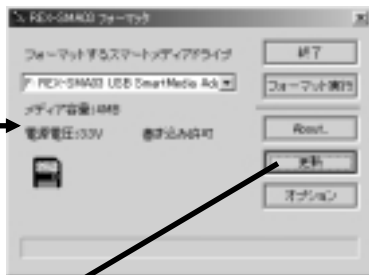 REX-SMA03 フォーマッタ
フォーマットするスマートメディアドライブ
REX-SMA03 USB SmartMedia Ada
メディア容量:4MB
電源電圧:3.3V 書き込み許可
終了
フォーマット実行
About...
更新
オプション